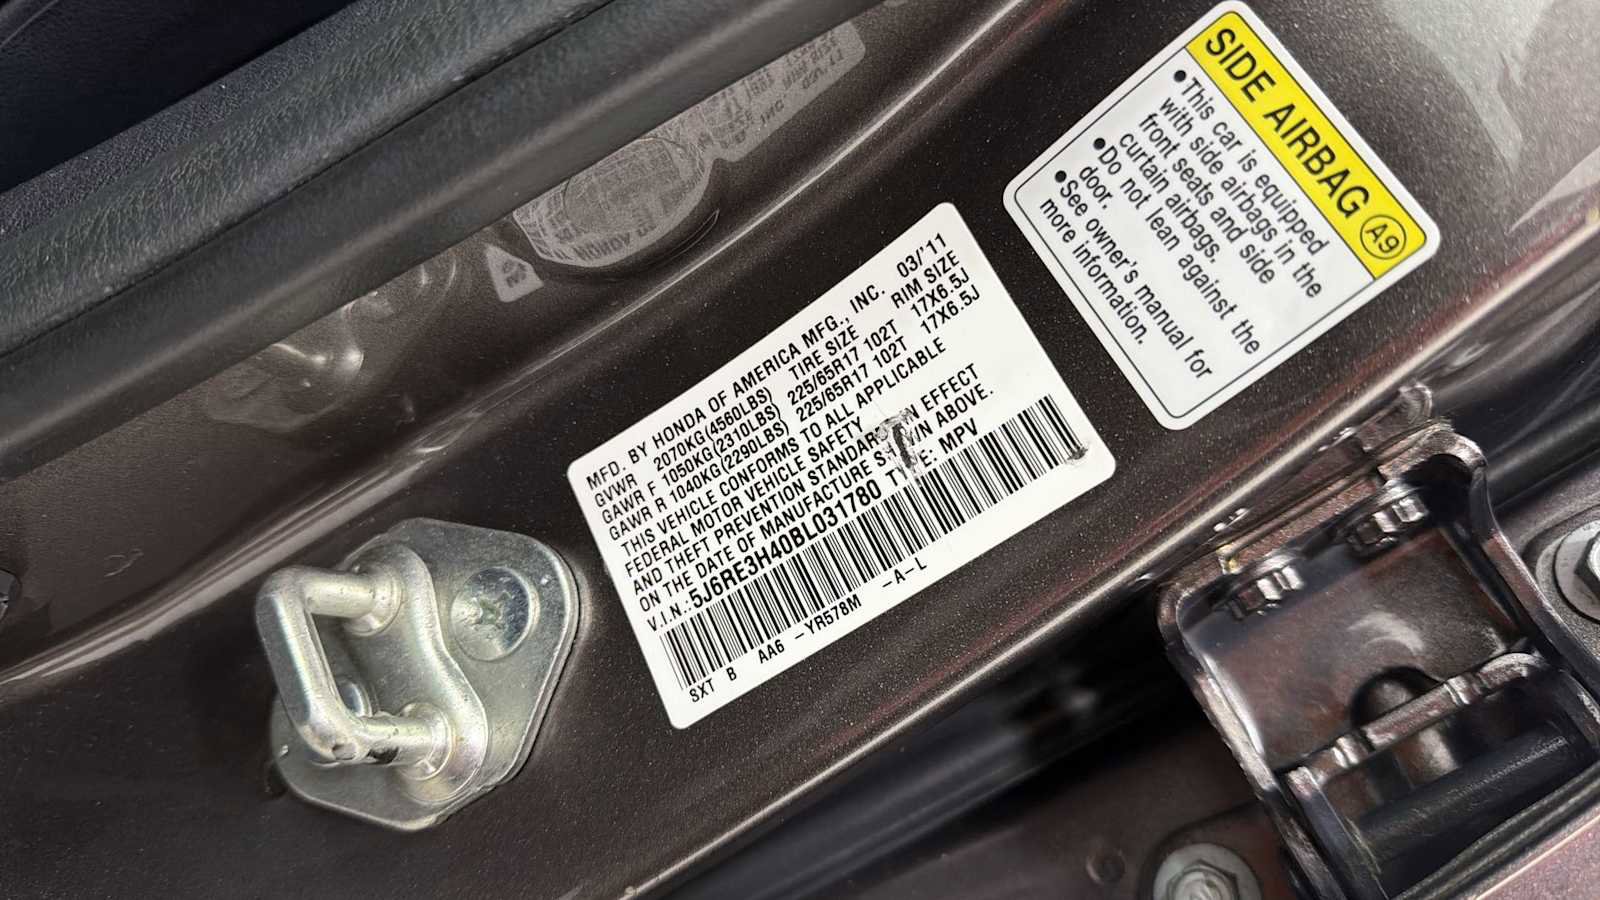 MFD. BY HONDA OF AMERICA MFG., INC. 03/'11
GVWR 2070KG(4560LBS) TIRE SIZE RIM SIZE
GAWR F 1050KG(2310LBS) 225/65R17 102T 17X6.5J
GAWR R 1040KG(2290LBS) 225/65R17 102T 17X6.5J
THIS VEHICLE CONFORMS TO ALL APPLICABLE
FEDERAL MOTOR VEHICLE SAFETY
AND THEFT PREVENTION STANDARDS IN EFFECT
ON THE DATE OF MANUFACTURE SHOWN ABOVE.
V.I.N.: 5J6RE3H40BL031780 TYPE: MPV
SXT B AA6 -YR578M -A-L
SIDE AIRBAG A9
●This car is equipped
with side airbags in the
front seats and side
curtain airbags.
●Do not lean against the
door.
●See owner's manual for
more information.